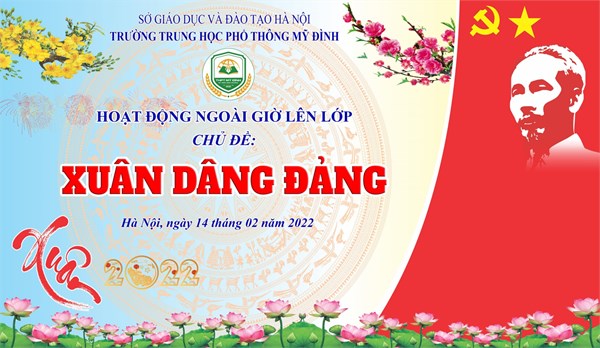 SỞ GIÁO DỤC VÀ ĐÀO TẠO HÀ NỘI
TRƯỜNG TRUNG HỌC PHỔ THÔNG MỸ ĐÌNH
HOẠT ĐỘNG NGOÀI GIỜ LÊN LỚP
CHỦ ĐỀ:
XUÂN DÂNG ĐẢNG
Hà Nội, ngày 14 tháng 02 năm 2022
Xuân
2022